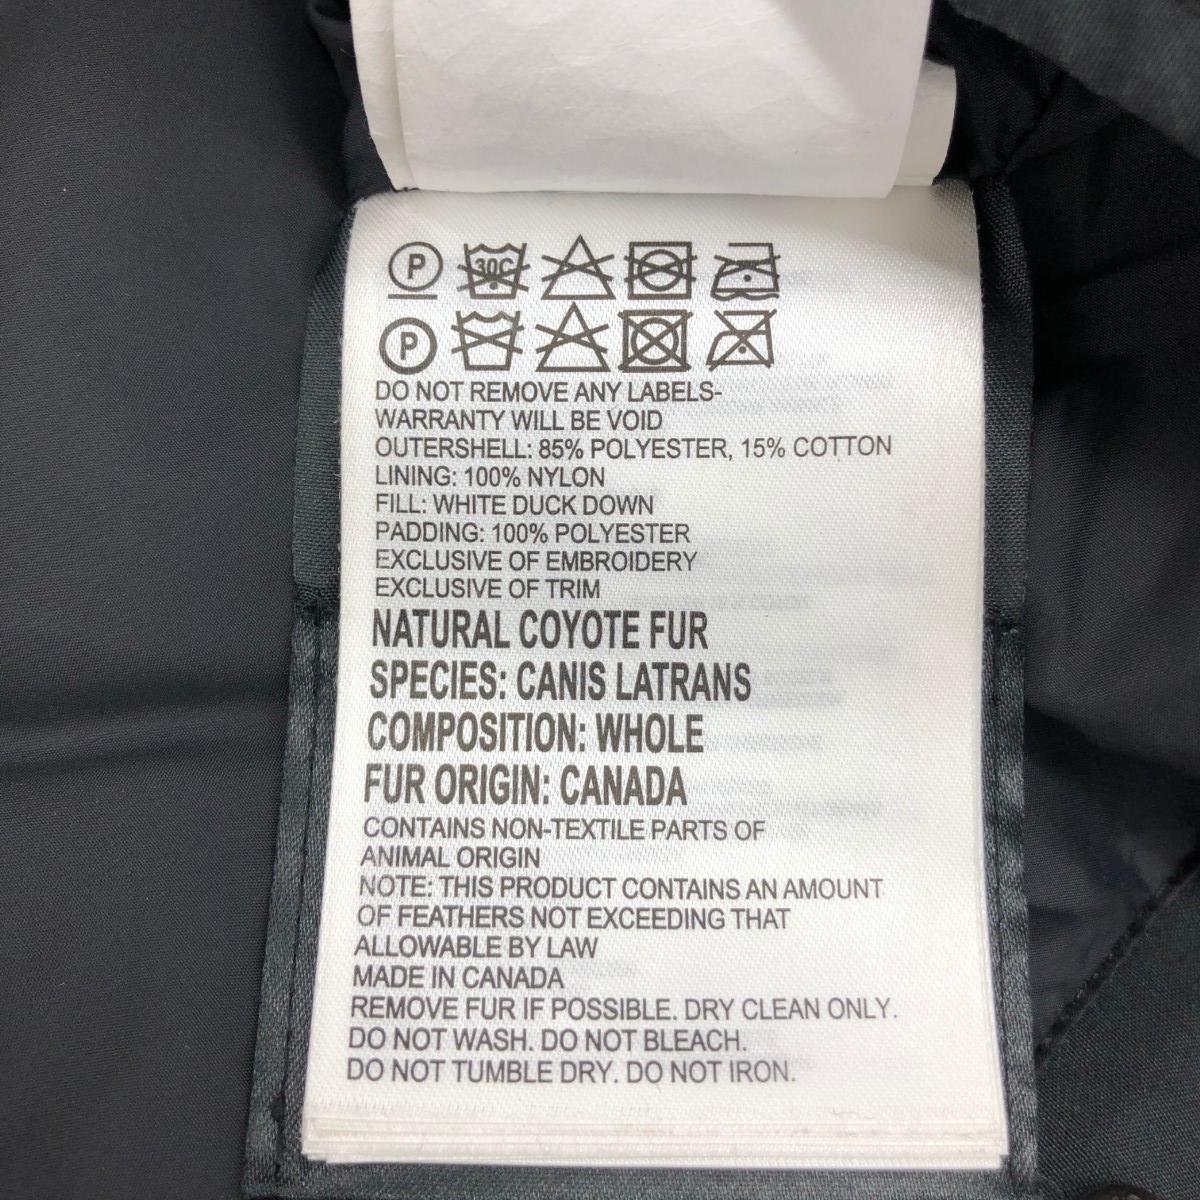 P 30C
P
DO NOT REMOVE ANY LABELS-
WARRANTY WILL BE VOID
OUTERSHELL: 85% POLYESTER, 15% COTTON
LINING: 100% NYLON
FILL: WHITE DUCK DOWN
PADDING: 100% POLYESTER
EXCLUSIVE OF EMBROIDERY
EXCLUSIVE OF TRIM
NATURAL COYOTE FUR
SPECIES: CANIS LATRANS
COMPOSITION: WHOLE
FUR ORIGIN: CANADA
CONTAINS NON-TEXTILE PARTS OF
ANIMAL ORIGIN
NOTE: THIS PRODUCT CONTAINS AN AMOUNT
OF FEATHERS NOT EXCEEDING THAT
ALLOWABLE BY LAW
MADE IN CANADA
REMOVE FUR IF POSSIBLE. DRY CLEAN ONLY.
DO NOT WASH. DO NOT BLEACH.
DO NOT TUMBLE DRY. DO NOT IRON.